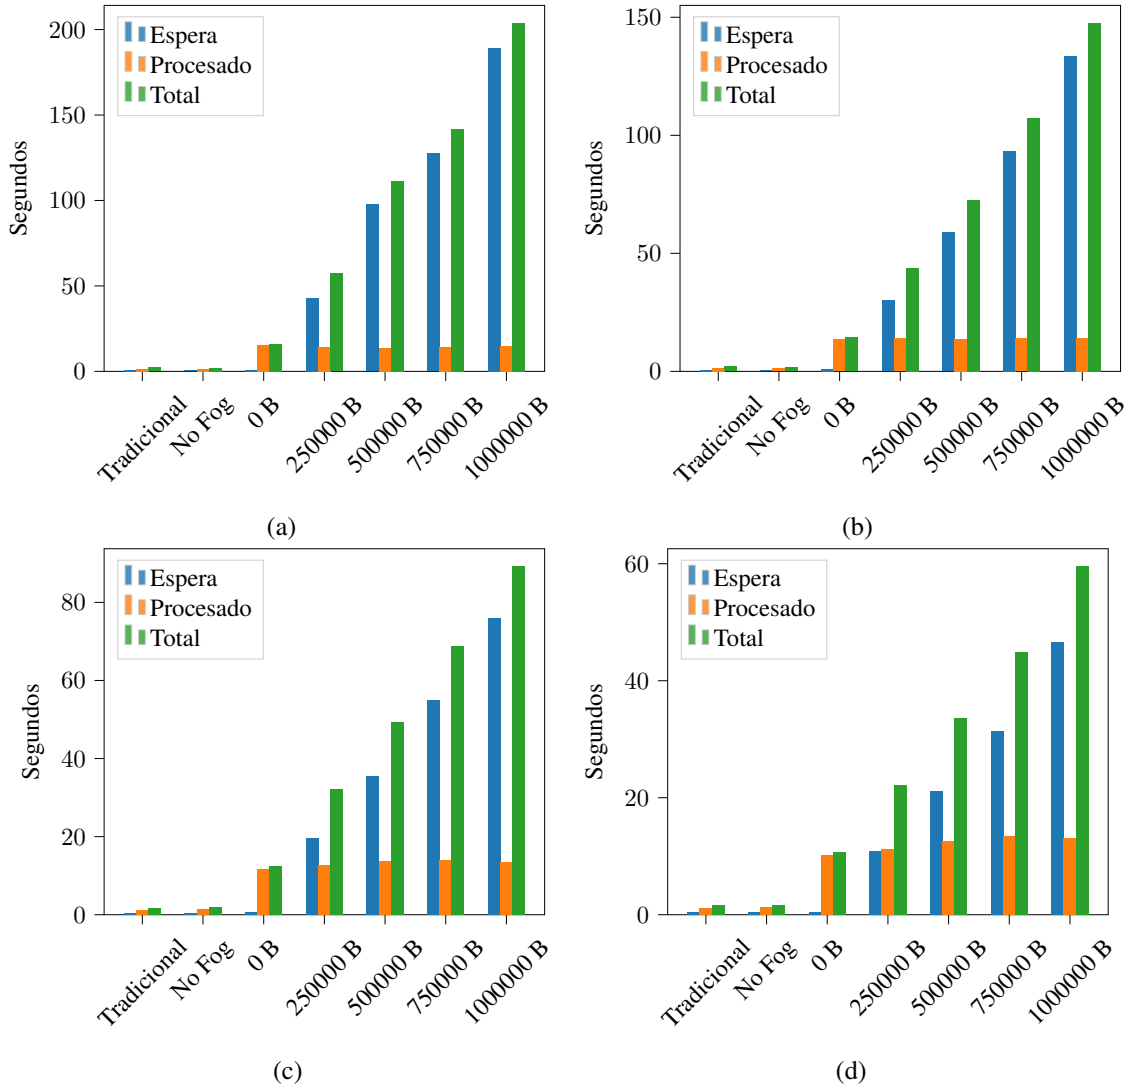 200
150
100
50
0
Segundos
Espera
Procesado
Total
Tradicional
No Fog
0 B
250000 B
500000 B
750000 B
1000000 B
(a)
150
100
50
0
Segundos
Espera
Procesado
Total
Tradicional
No Fog
0 B
250000 B
500000 B
750000 B
1000000 B
(b)
80
60
40
20
0
Segundos
Espera
Procesado
Total
Tradicional
No Fog
0 B
250000 B
500000 B
750000 B
1000000 B
(c)
60
40
20
0
Segundos
Espera
Procesado
Total
Tradicional
No Fog
0 B
250000 B
500000 B
750000 B
1000000 B
(d)